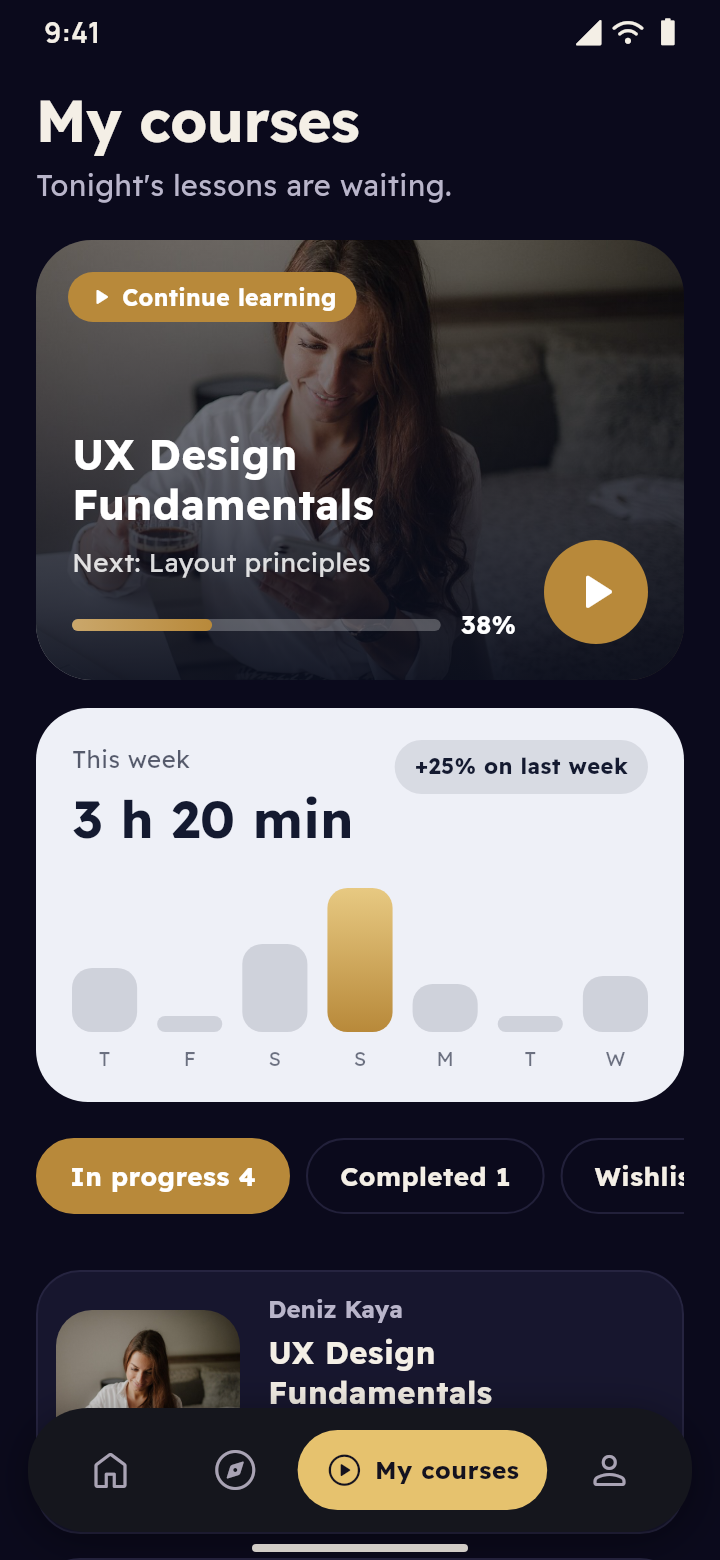 9:41
My courses
Tonight's lessons are waiting.
Continue learning
UX Design
Fundamentals
Next: Layout principles
38%
This week
+25% on last week
3 h 20 min
T F S S M T W
In progress 4
Completed 1
Wishlis
Deniz Kaya
UX Design
Fundamentals
My courses